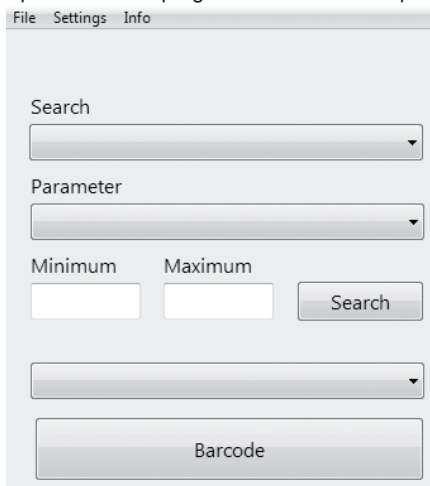 File Settings Info
Search
Parameter
Minimum Maximum
Search
Barcode